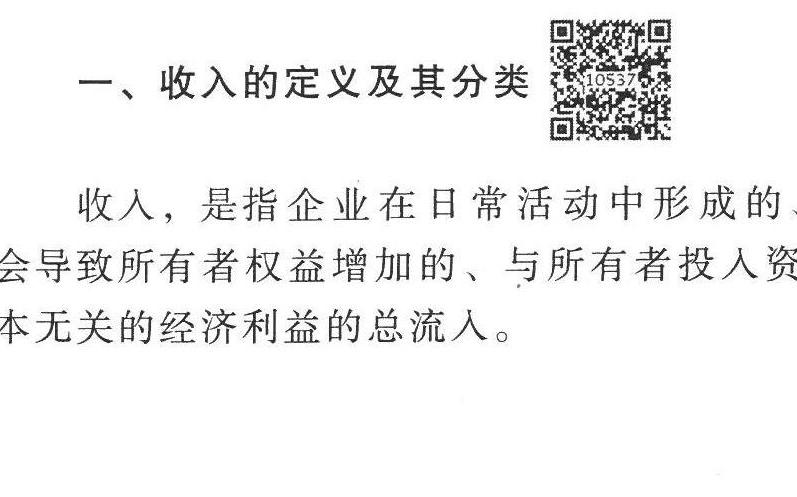 一、收入的定义及其分类
10537
收入，是指企业在日常活动中形成的、
会导致所有者权益增加的、与所有者投入资
本无关的经济利益的总流入。